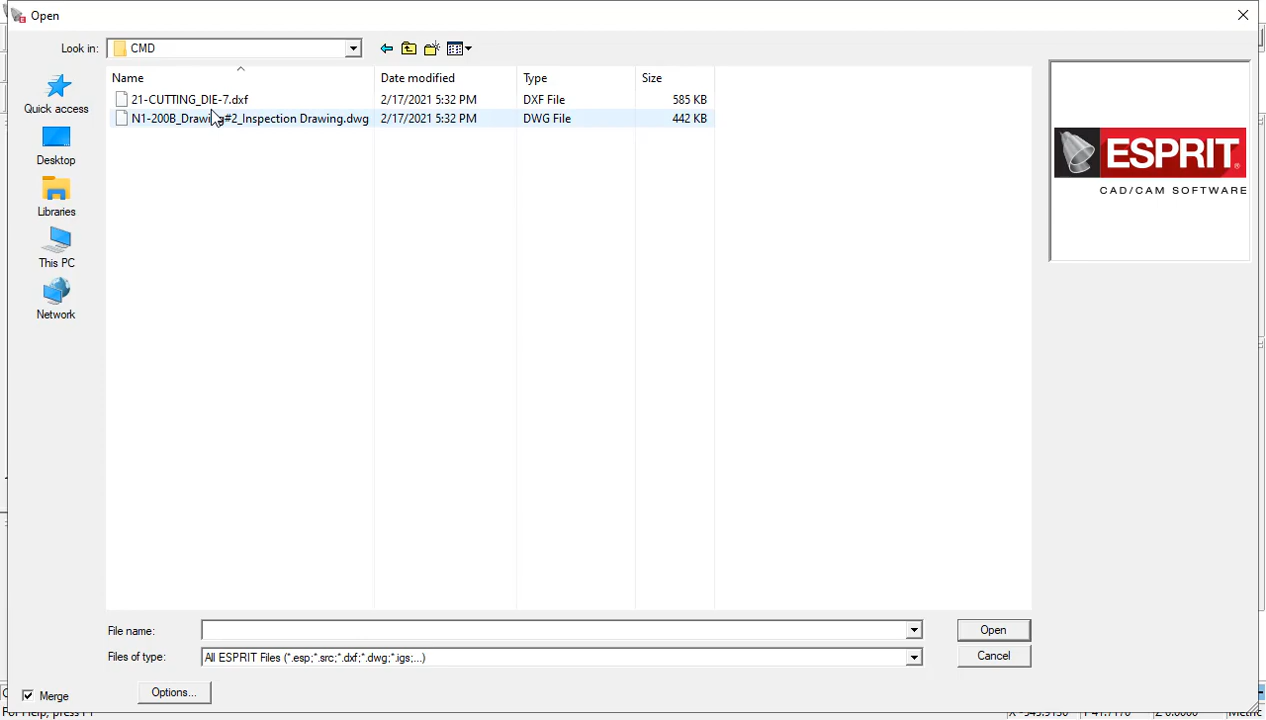 Open
Look in: CMD
Name Date modified Type Size
21-CUTTING_DIE-7.dxf 2/17/2021 5:32 PM DXF File 585 KB
N1-200B_Drawing#2_Inspection Drawing.dwg 2/17/2021 5:32 PM DWG File 442 KB
Quick access
Desktop
Libraries
This PC
Network
ESPRIT
CAD/CAM SOFTWARE
File name: Open
Files of type: All ESPRIT Files (*.esp;*.src;*.dxf;*.dwg;*.igs;...) Cancel
Merge Options...